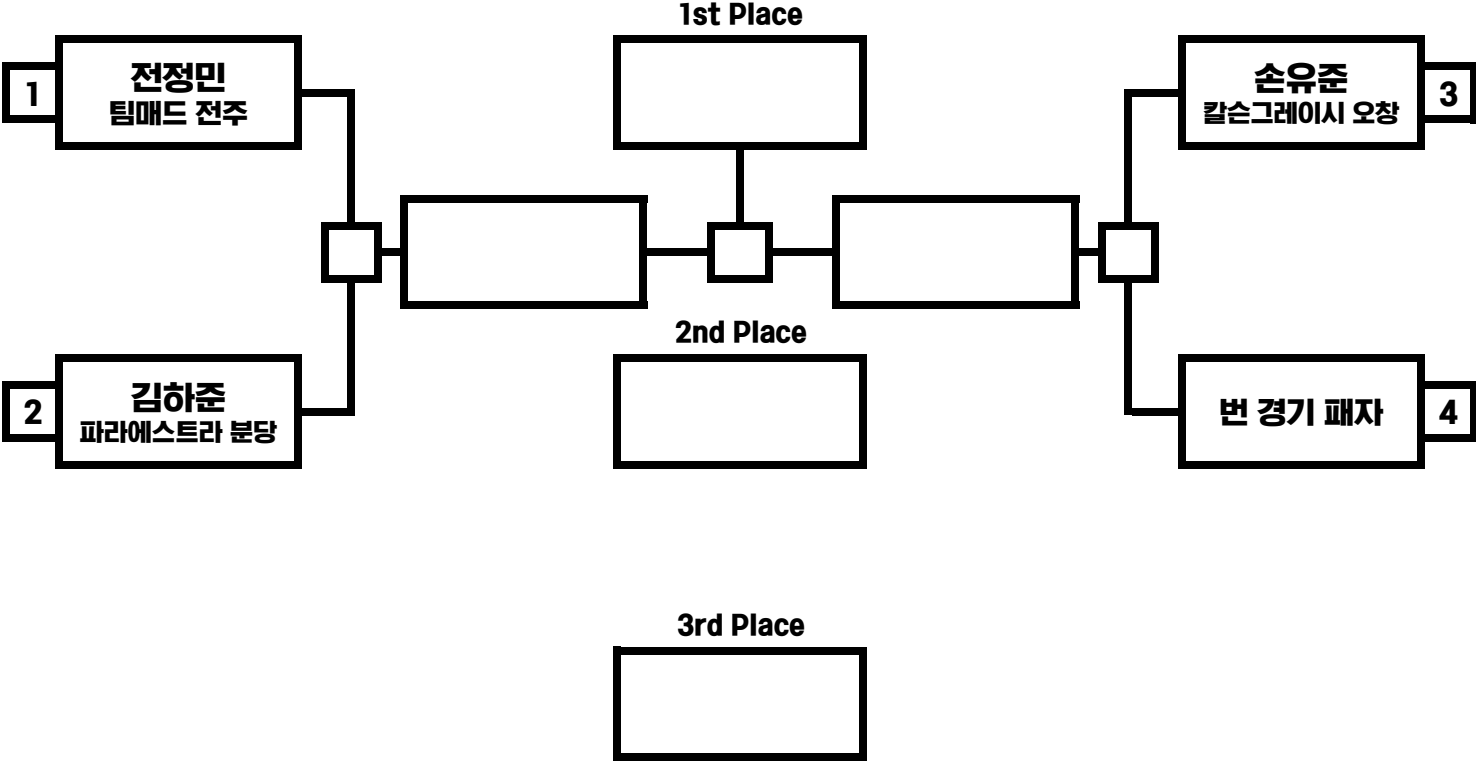 1st Place
1
전정민
팀매드 전주
손유준
칼슨그레이시 오창
3
2nd Place
2
김하준
파라에스트라 분당
번 경기 패자
4
3rd Place